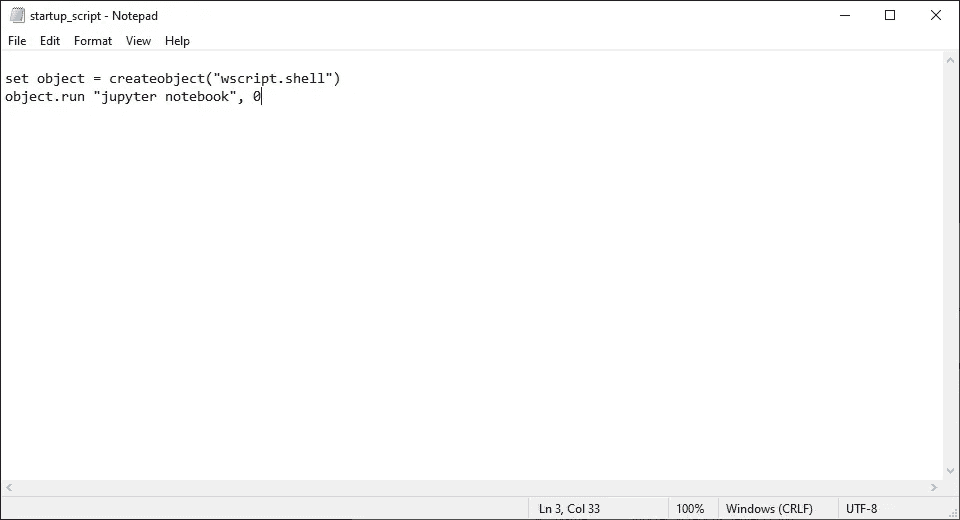 startup_script - Notepad
File Edit Format View Help
set object = createobject("wscript.shell")
object.run "jupyter notebook", 0
Ln 3, Col 33 100% Windows (CRLF) UTF-8